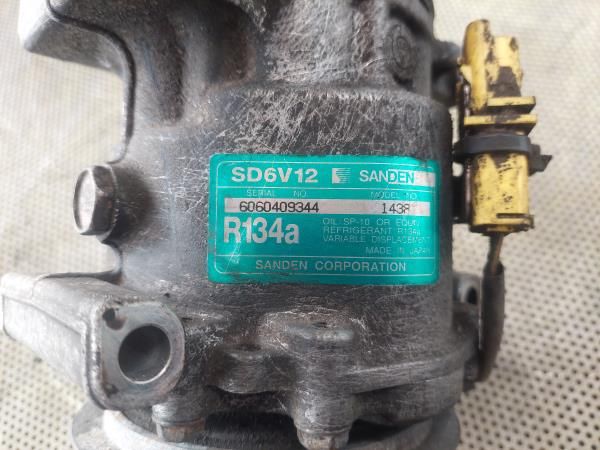 SD6V12 SANDEN
SERIAL NO. MODEL NO.
6060409344 1438
R134a
OIL:SP-10 OR EQUIV.
REFRIGERANT R134a
VARIABLE DISPLACEMENT
MADE IN JAPAN
SANDEN CORPORATION